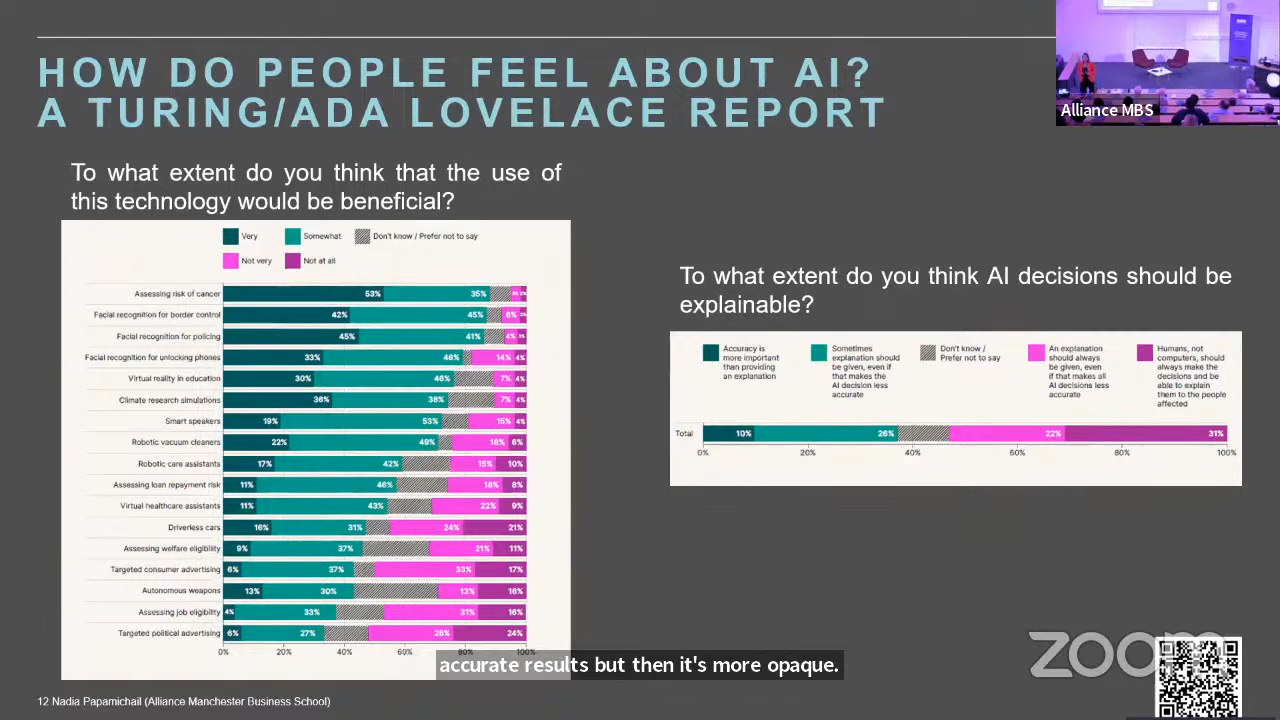 HOW DO PEOPLE FEEL ABOUT AI?
A TURING/ADA LOVELACE REPORT
Alliance MBS
To what extent do you think that the use of
this technology would be beneficial?
Very
Somewhat
Don't know / Prefer not to say
Not very
Not at all
Assessing risk of cancer 53% 35%
Facial recognition for border control 42% 45% 6%
Facial recognition for policing 45% 41% 4%
Facial recognition for unlocking phones 33% 46% 14% 4%
Virtual reality in education 30% 46% 7% 4%
Climate research simulations 36% 38% 7% 4%
Smart speakers 19% 53% 15% 4%
Robotic vacuum cleaners 22% 49% 18% 6%
Robotic care assistants 17% 42% 15% 10%
Assessing loan repayment risk 11% 46% 18% 8%
Virtual healthcare assistants 11% 43% 22% 9%
Driverless cars 16% 31% 24% 21%
Assessing welfare eligibility 9% 37% 21% 11%
Targeted consumer advertising 6% 37% 33% 17%
Autonomous weapons 13% 30% 13% 16%
Assessing job eligibility 4% 33% 31% 16%
Targeted political advertising 6% 27% 28% 24%
0% 20% 40% 60% 80% 100%
To what extent do you think AI decisions should be
explainable?
Accuracy is
more important
than providing
an explanation
Sometimes
explanation should
be given, even if
that makes the
AI decision less
accurate
Don't know /
Prefer not to say
An explanation
should always
be given, even
if that makes all
AI decisions less
accurate
Humans, not
computers, should
always make the
decisions and be
able to explain
them to the people
affected
Total 10% 26% 22% 31%
0% 20% 40% 60% 80% 100%
accurate results but then it's more opaque.
zoom
12 Nadia Papamichail (Alliance Manchester Business School)